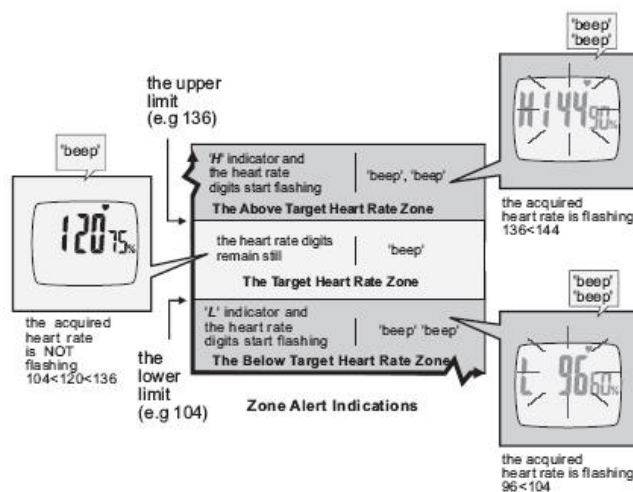 'beep'
'beep'
the upper
limit
(e.g 136)
H144 90%
'beep'
'H' indicator and
the heart rate
digits start flashing
'beep', 'beep'
The Above Target Heart Rate Zone
the acquired
heart rate is flashing
136<144
120 75%
the heart rate digits
remain still
'beep'
The Target Heart Rate Zone
the acquired
heart rate
is NOT
flashing
104<120<136
'L' indicator and
the heart rate
digits start flashing
'beep' 'beep'
The Below Target Heart Rate Zone
'beep'
'beep'
L 96 60%
the
lower
limit
(e.g 104)
Zone Alert Indications
the acquired
heart rate is flashing
96<104